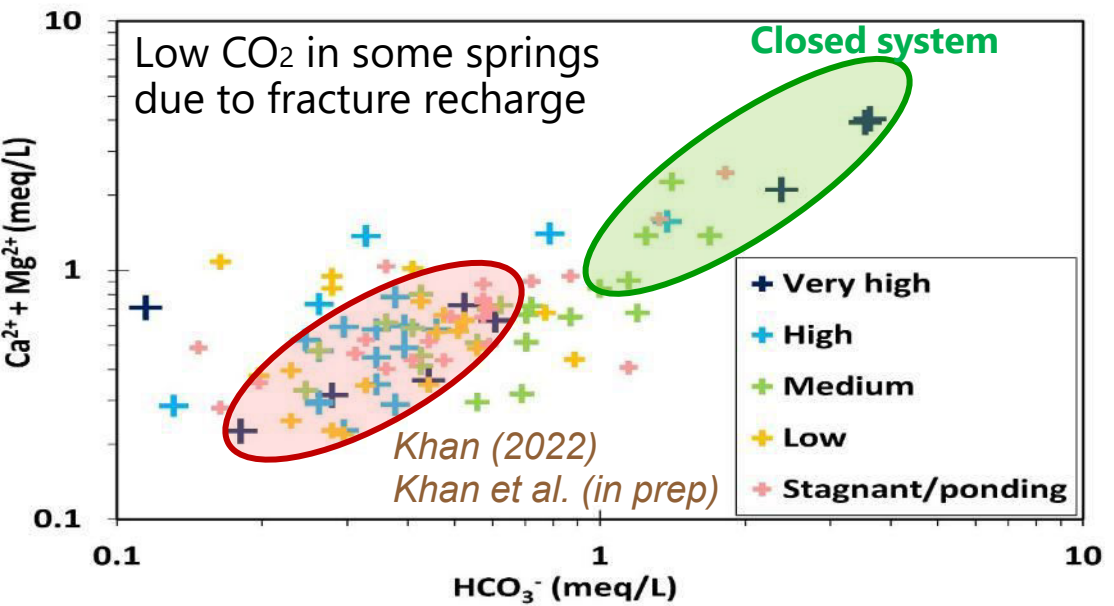 Low CO2 in some springs
due to fracture recharge
Closed system
10
1
0.1
Ca²⁺ + Mg²⁺ (meq/L)
Very high
High
Medium
Low
Stagnant/ponding
Khan (2022)
Khan et al. (in prep)
0.1
1
10
HCO₃⁻ (meq/L)